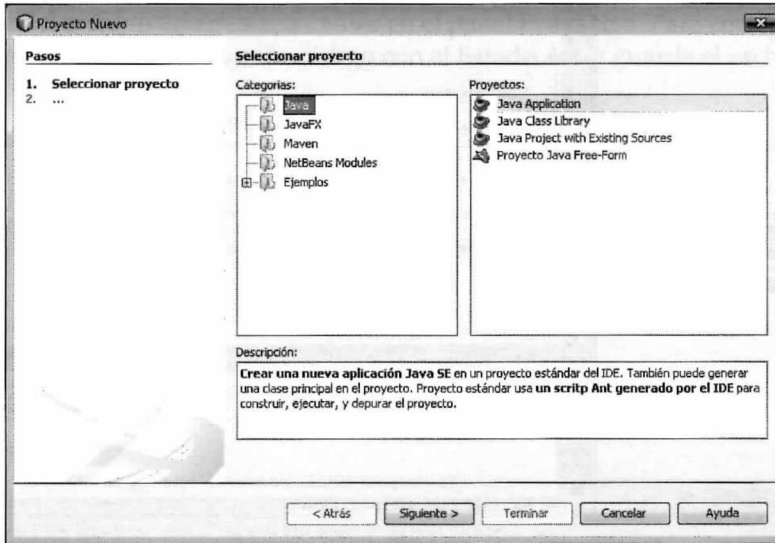 Proyecto Nuevo
Pasos
1. Seleccionar proyecto
2. ...
Seleccionar proyecto
Categorías:
Java
JavaFX
Maven
NetBeans Modules
Ejemplos
Proyectos:
Java Application
Java Class Library
Java Project with Existing Sources
Proyecto Java Free-Form
Descripción:
Crear una nueva aplicación Java SE en un proyecto estándar del IDE. También puede generar
una clase principal en el proyecto. Proyecto estándar usa un scritp Ant generado por el IDE para
construir, ejecutar, y depurar el proyecto.
< Atrás
Siguiente >
Terminar
Cancelar
Ayuda